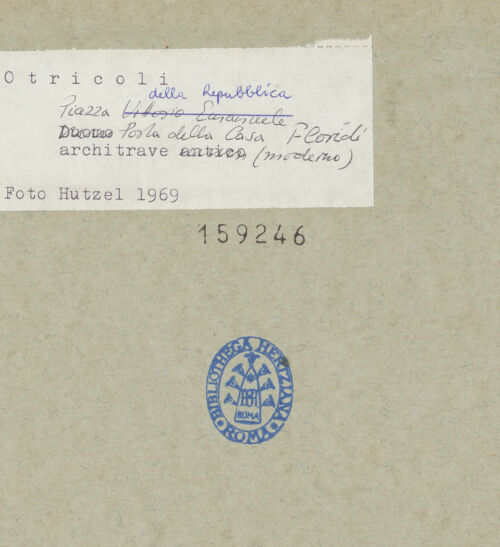 Otricoli
della Repubblica
Piazza Vittorio Emanuele
Duomo Porta della Casa Floridi
architrave antico (moderno)
Foto Hutzel 1969
159246
BIBLIOTHECA HERTZIANA
ROMA
ROMA